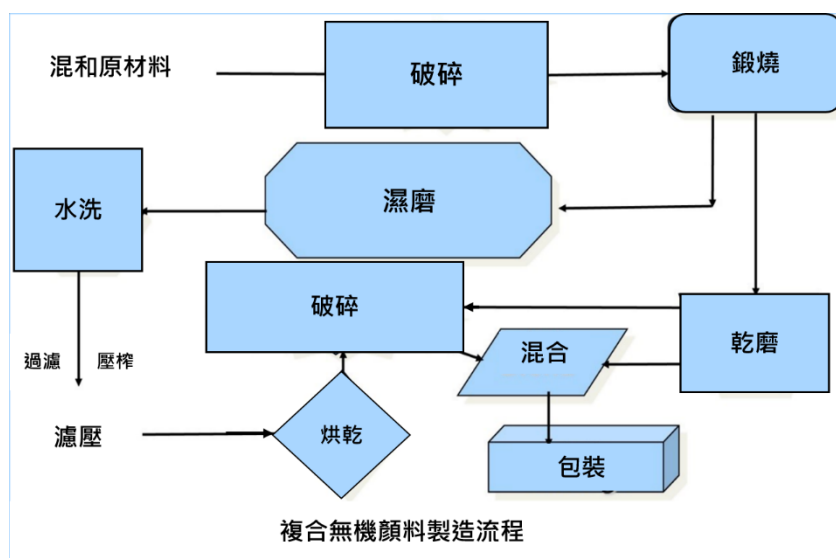 混和原材料
破碎
鍛燒
水洗
濕磨
破碎
混合
乾磨
過濾 壓榨
濾壓
烘乾
包裝
複合無機顏料製造流程